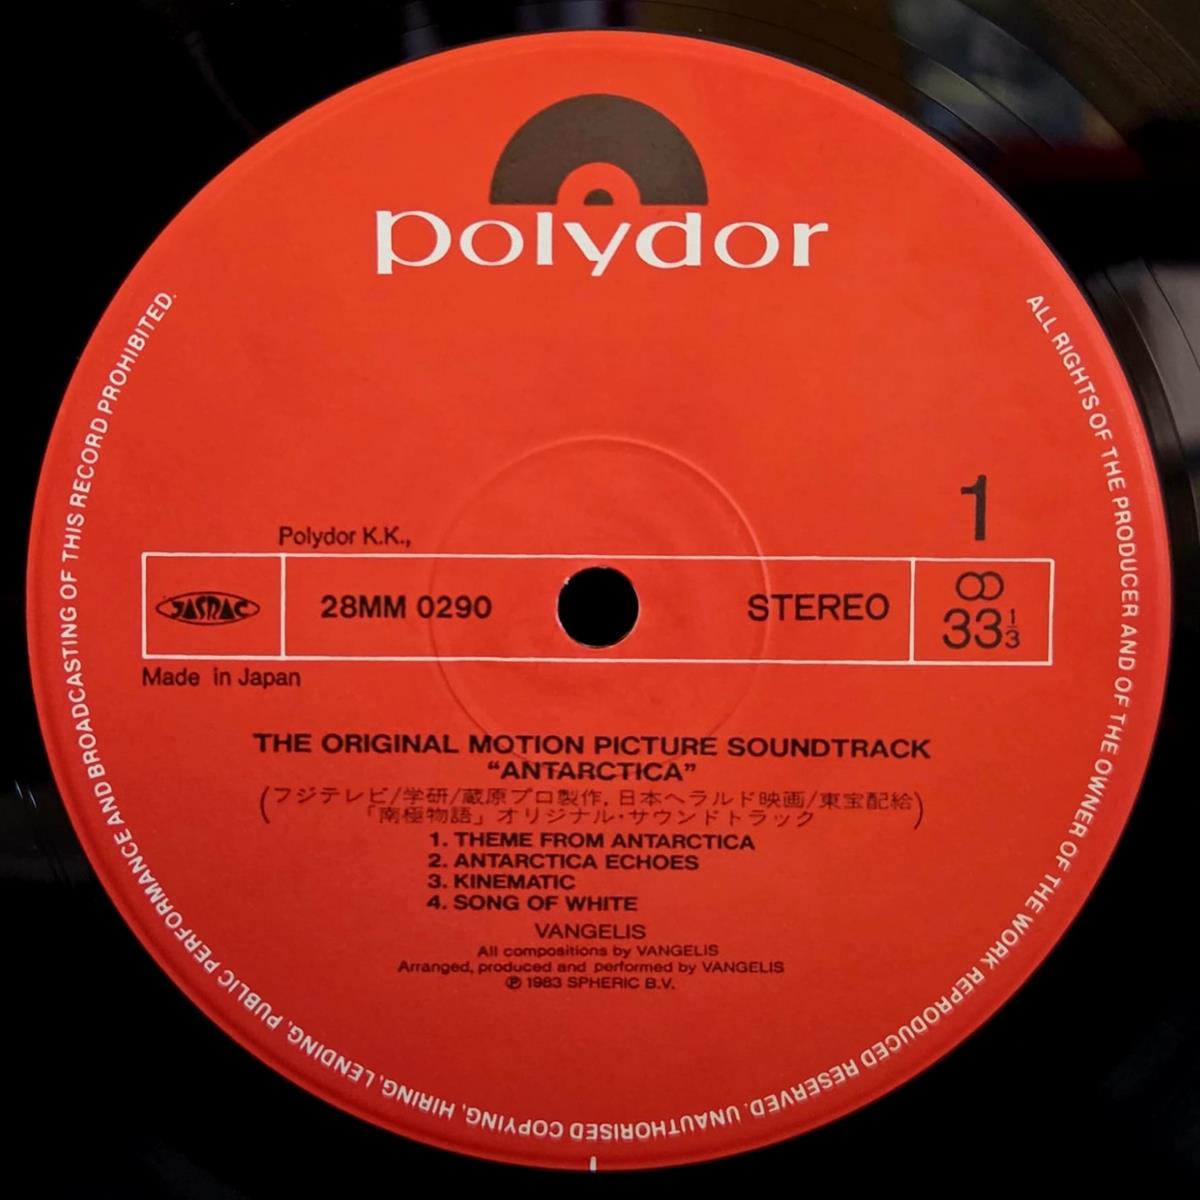 polydor
ALL RIGHTS OF THE PRODUCER AND OF THE OWNER OF THE WORK REPRODUCED RESERVED. UNAUTHORISED COPYING, HIRING, LENDING, PUBLIC PERFORMANCE AND BROADCASTING OF THIS RECORD PROHIBITED.
1
Polydor K.K.,
JASRAC
28MM 0290
STEREO
33 1/3
Made in Japan
THE ORIGINAL MOTION PICTURE SOUNDTRACK
“ANTARCTICA”
(フジテレビ/学研/蔵原プロ製作, 日本ヘラルド映画/東宝配給)
「南極物語」オリジナル・サウンドトラック
1. THEME FROM ANTARCTICA
2. ANTARCTICA ECHOES
3. KINEMATIC
4. SONG OF WHITE
VANGELIS
All compositions by VANGELIS
Arranged, produced and performed by VANGELIS
℗ 1983 SPHERIC B.V.